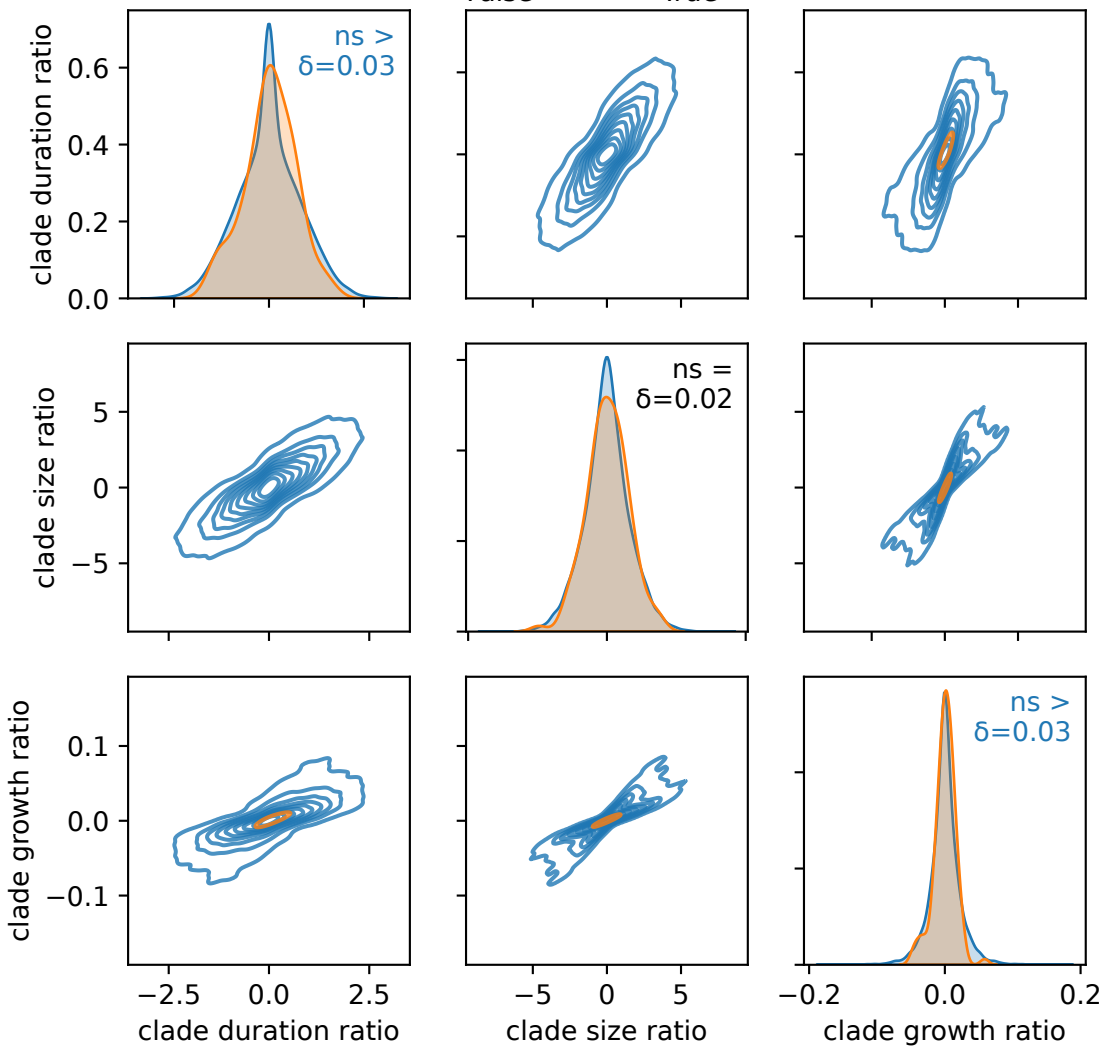 ns >
δ=0.03
clade duration ratio
0.6
0.4
0.2
0.0
−5
0
5
ns =
δ=0.02
clade size ratio
5
0
−5
ns >
δ=0.03
clade growth ratio
0.1
0.0
−0.1
−2.5
0.0
2.5
−5
0
5
−0.2
0.0
0.2
clade duration ratio
clade size ratio
clade growth ratio